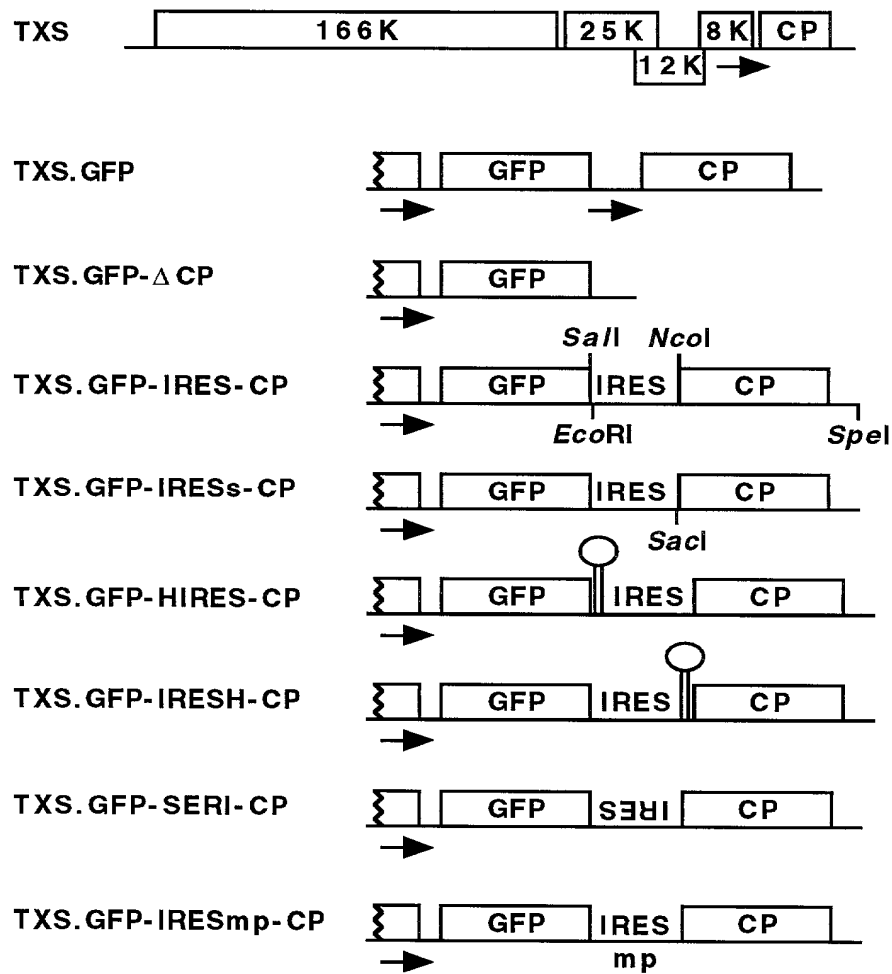 TXS 166K 25K 8K CP
12K
TXS.GFP GFP CP
TXS.GFP-ΔCP GFP
SalI NcoI
TXS.GFP-IRES-CP GFP IRES CP
EcoRI SpeI
TXS.GFP-IRESs-CP GFP IRES CP
SacI
TXS.GFP-HIRES-CP GFP IRES CP
TXS.GFP-IRESH-CP GFP IRES CP
TXS.GFP-SERI-CP GFP IRES CP
TXS.GFP-IRESmp-CP GFP IRES CP
mp